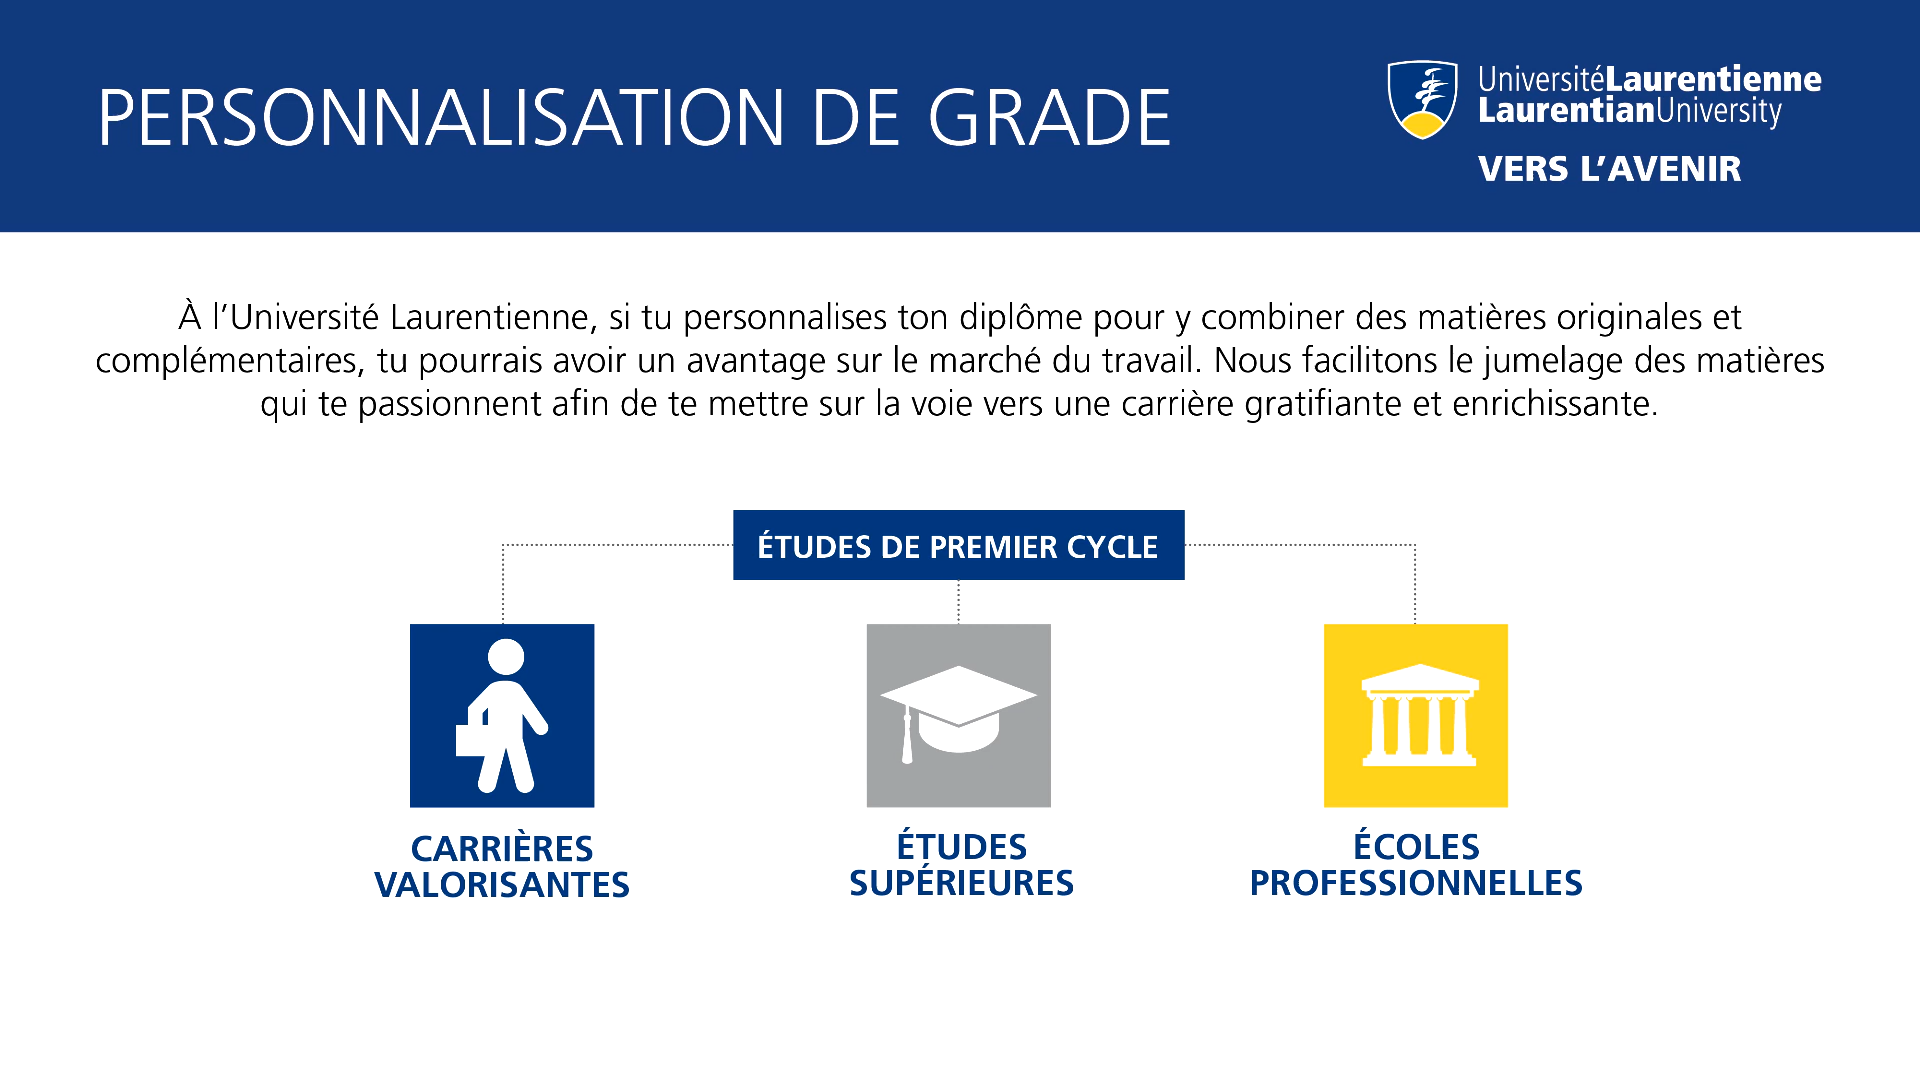 PERSONNALISATION DE GRADE
UniversitéLaurentienne
LaurentianUniversity
VERS L’AVENIR
À l’Université Laurentienne, si tu personnalises ton diplôme pour y combiner des matières originales et
complémentaires, tu pourrais avoir un avantage sur le marché du travail. Nous facilitons le jumelage des matières
qui te passionnent afin de te mettre sur la voie vers une carrière gratifiante et enrichissante.
ÉTUDES DE PREMIER CYCLE
CARRIÈRES
VALORISANTES
ÉTUDES
SUPÉRIEURES
ÉCOLES
PROFESSIONNELLES